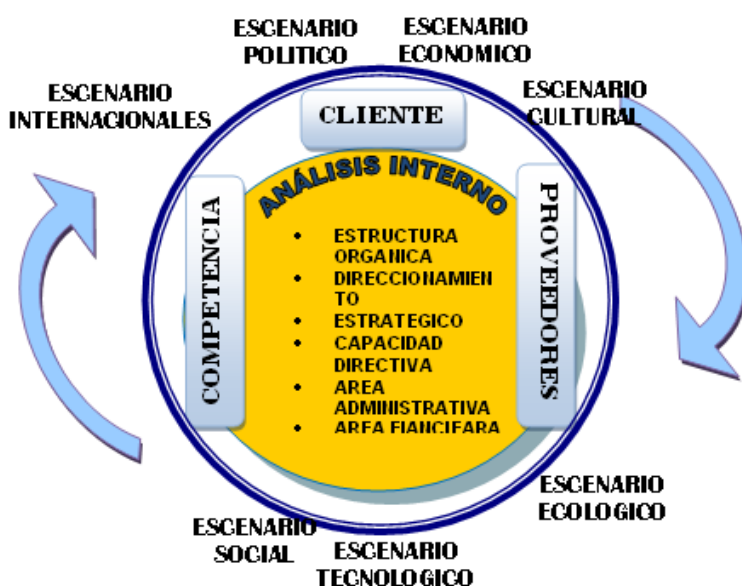 ESCENARIO
POLITICO
ESCENARIO
ECONOMICO
ESCENARIO
INTERNACIONALES
ESCENARIO
CULTURAL
CLIENTE
ANÁLISIS INTERNO
COMPETENCIA
PROVEEDORES
• ESTRUCTURA
ORGANICA
• DIRECCIONAMIEN
TO
• ESTRATEGICO
• CAPACIDAD
DIRECTIVA
• AREA
ADMINISTRATIVA
• AREA FIANCIFARA
ESCENARIO
ECOLOGICO
ESCENARIO
SOCIAL
ESCENARIO
TECNOLOGICO